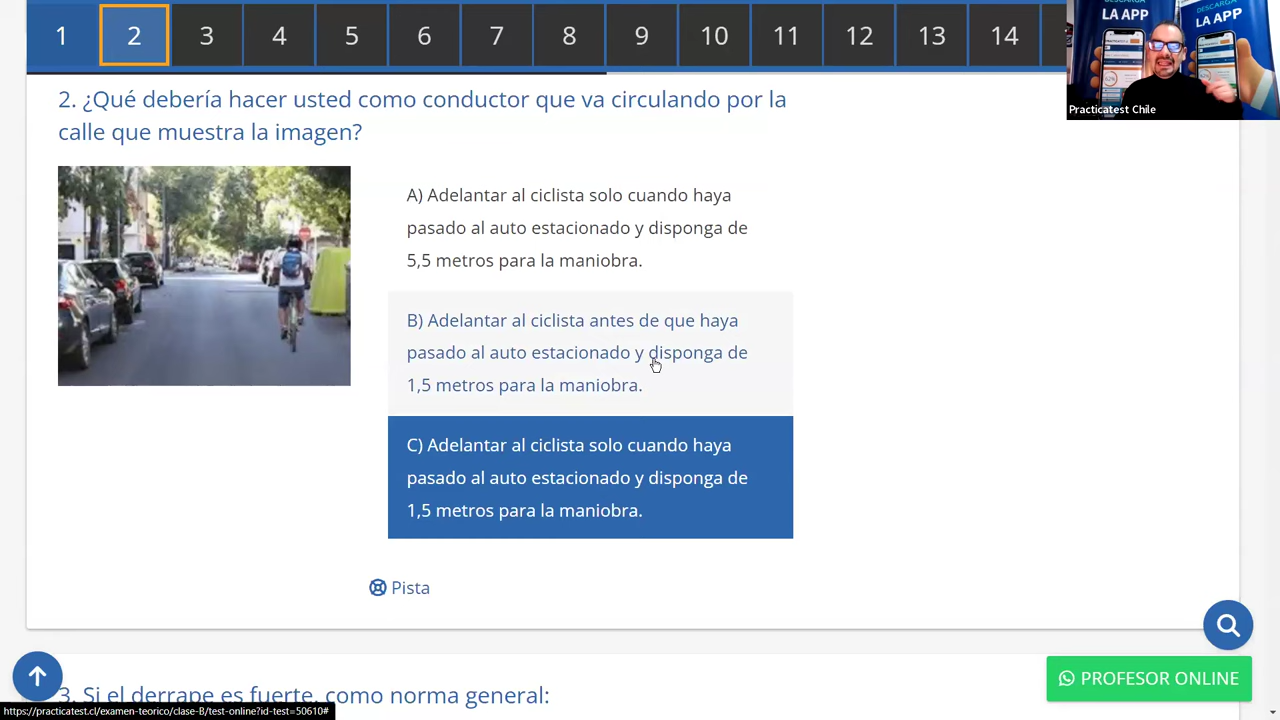 1 2 3 4 5 6 7 8 9 10 11 12 13 14
DESCARGA
LA APP
DESCARGA
LA APP
Practicatest Chile
2. ¿Qué debería hacer usted como conductor que va circulando por la
calle que muestra la imagen?
A) Adelantar al ciclista solo cuando haya
pasado al auto estacionado y disponga de
5,5 metros para la maniobra.
B) Adelantar al ciclista antes de que haya
pasado al auto estacionado y disponga de
1,5 metros para la maniobra.
C) Adelantar al ciclista solo cuando haya
pasado al auto estacionado y disponga de
1,5 metros para la maniobra.
Pista
PROFESOR ONLINE
3. Si el derrape es fuerte, como norma general:
https://practicatest.cl/examen-teorico/clase-B/test-online?id-test=50610#